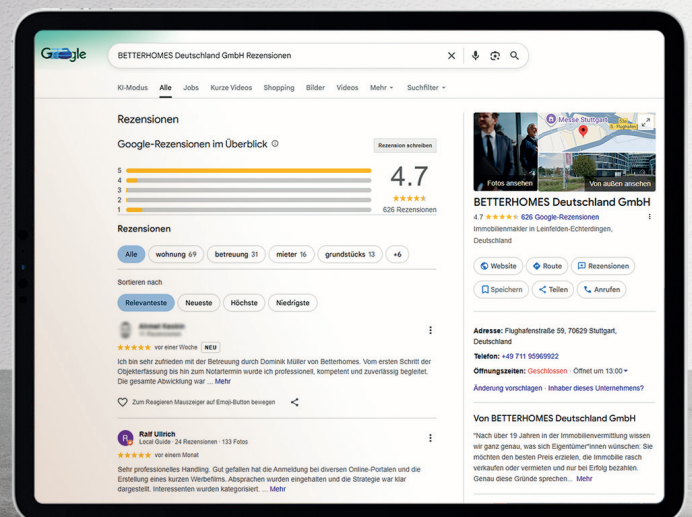 Google
BETTERHOMES Deutschland GmbH Rezensionen
KI-Modus Alle Jobs Kurze Videos Shopping Bilder Videos Mehr Suchfilter
Rezensionen
Google-Rezensionen im Überblick
Rezension schreiben
5
4
3
2
1
4.7
626 Rezensionen
Rezensionen
Alle wohnung 69 betreuung 31 mieter 16 grundstücks 13 +6
Sortieren nach
Relevanteste Neueste Höchste Niedrigste
vor einer Woche NEU
Ich bin sehr zufrieden mit der Betreuung durch Dominik Müller von Betterhomes. Vom ersten Schritt der
Objekterfassung bis hin zum Notartermin wurde ich professionell, kompetent und zuverlässig begleitet.
Die gesamte Abwicklung war ... Mehr
Zum Reagieren Mauszeiger auf Emoji-Button bewegen
R
Ralf Ullrich
Local Guide · 24 Rezensionen · 133 Fotos
vor einem Monat
Sehr professionelles Handling. Gut gefallen hat die Anmeldung bei diversen Online-Portalen und die
Erstellung eines kurzen Werbefilms. Absprachen wurden eingehalten und die Strategie war klar
dargestellt. Interessenten wurden kategorisiert. ... Mehr
Messe Stuttgart
Fotos ansehen
Von außen ansehen
BETTERHOMES Deutschland GmbH
4.7 626 Google-Rezensionen
Immobilienmakler in Leinfelden-Echterdingen,
Deutschland
Website Route Rezensionen
Speichern Teilen Anrufen
Adresse: Flughafenstraße 59, 70629 Stuttgart,
Deutschland
Telefon: +49 711 95969922
Öffnungszeiten: Geschlossen · Öffnet um 13:00
Änderung vorschlagen · Inhaber dieses Unternehmens?
Von BETTERHOMES Deutschland GmbH
"Nach über 19 Jahren in der Immobilienvermittlung wissen
wir ganz genau, was sich Eigentümer*innen wünschen: Sie
möchten den besten Preis erzielen, die Immobilie rasch
verkaufen oder vermieten und nur bei Erfolg bezahlen.
Genau diese Gründe sprechen... Mehr